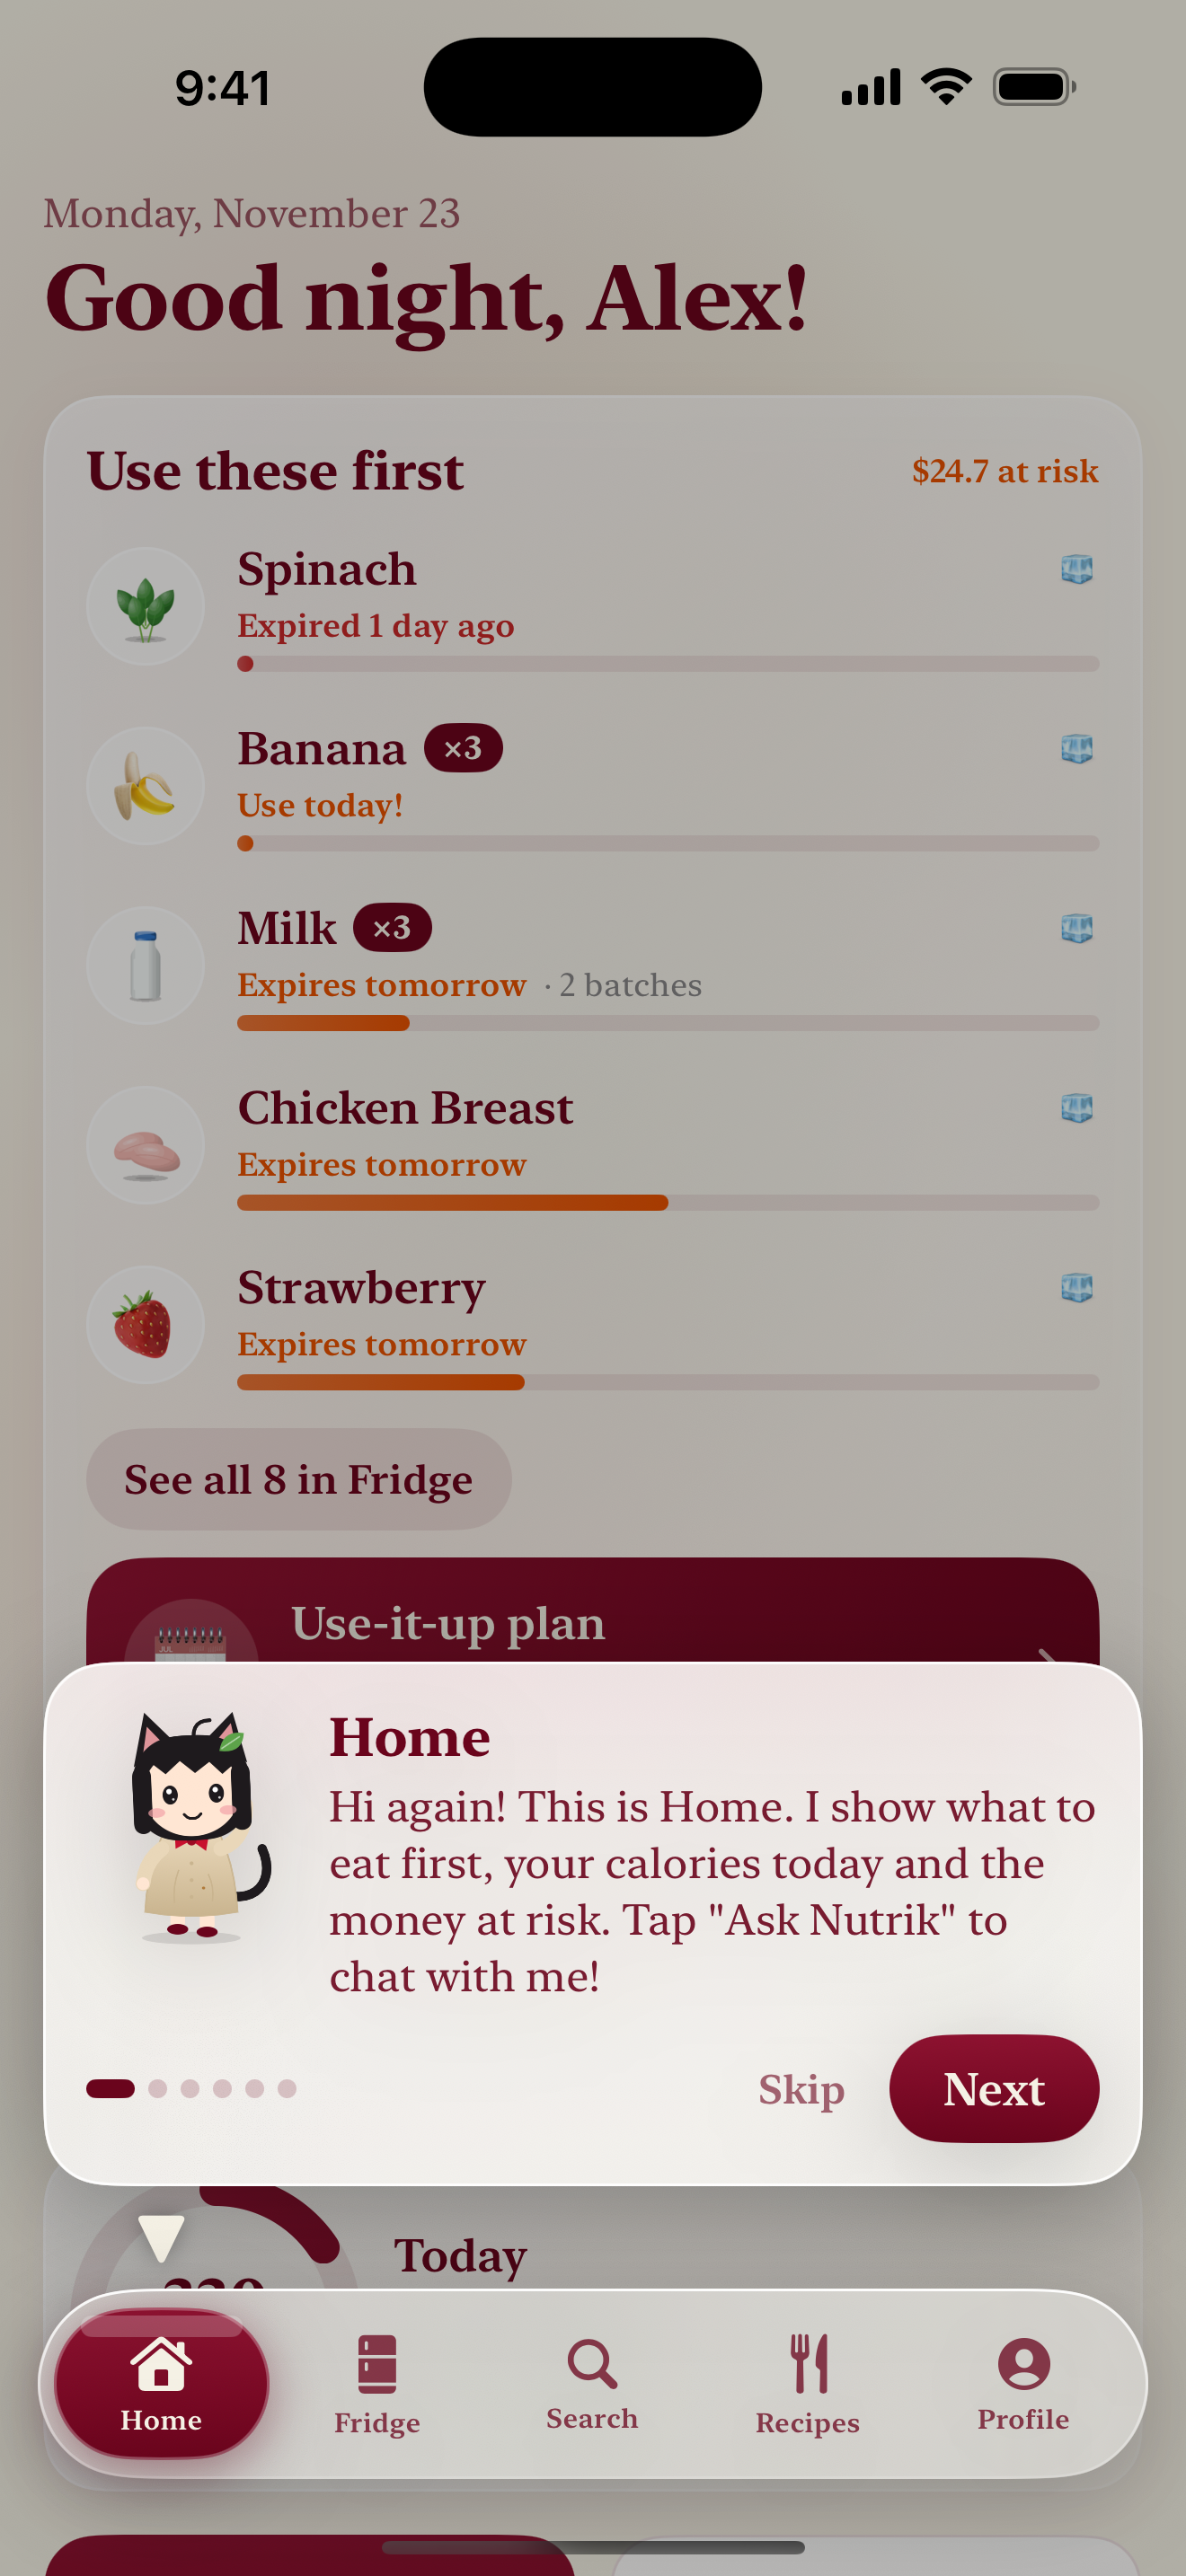 9:41
Monday, November 23
Good night, Alex!
Use these first
$24.7 at risk
Spinach
Expired 1 day ago
Banana ×3
Use today!
Milk ×3
Expires tomorrow · 2 batches
Chicken Breast
Expires tomorrow
Strawberry
Expires tomorrow
See all 8 in Fridge
Use-it-up plan
Home
Hi again! This is Home. I show what to
eat first, your calories today and the
money at risk. Tap "Ask Nutrik" to
chat with me!
Skip
Next
Today
Home
Fridge
Search
Recipes
Profile